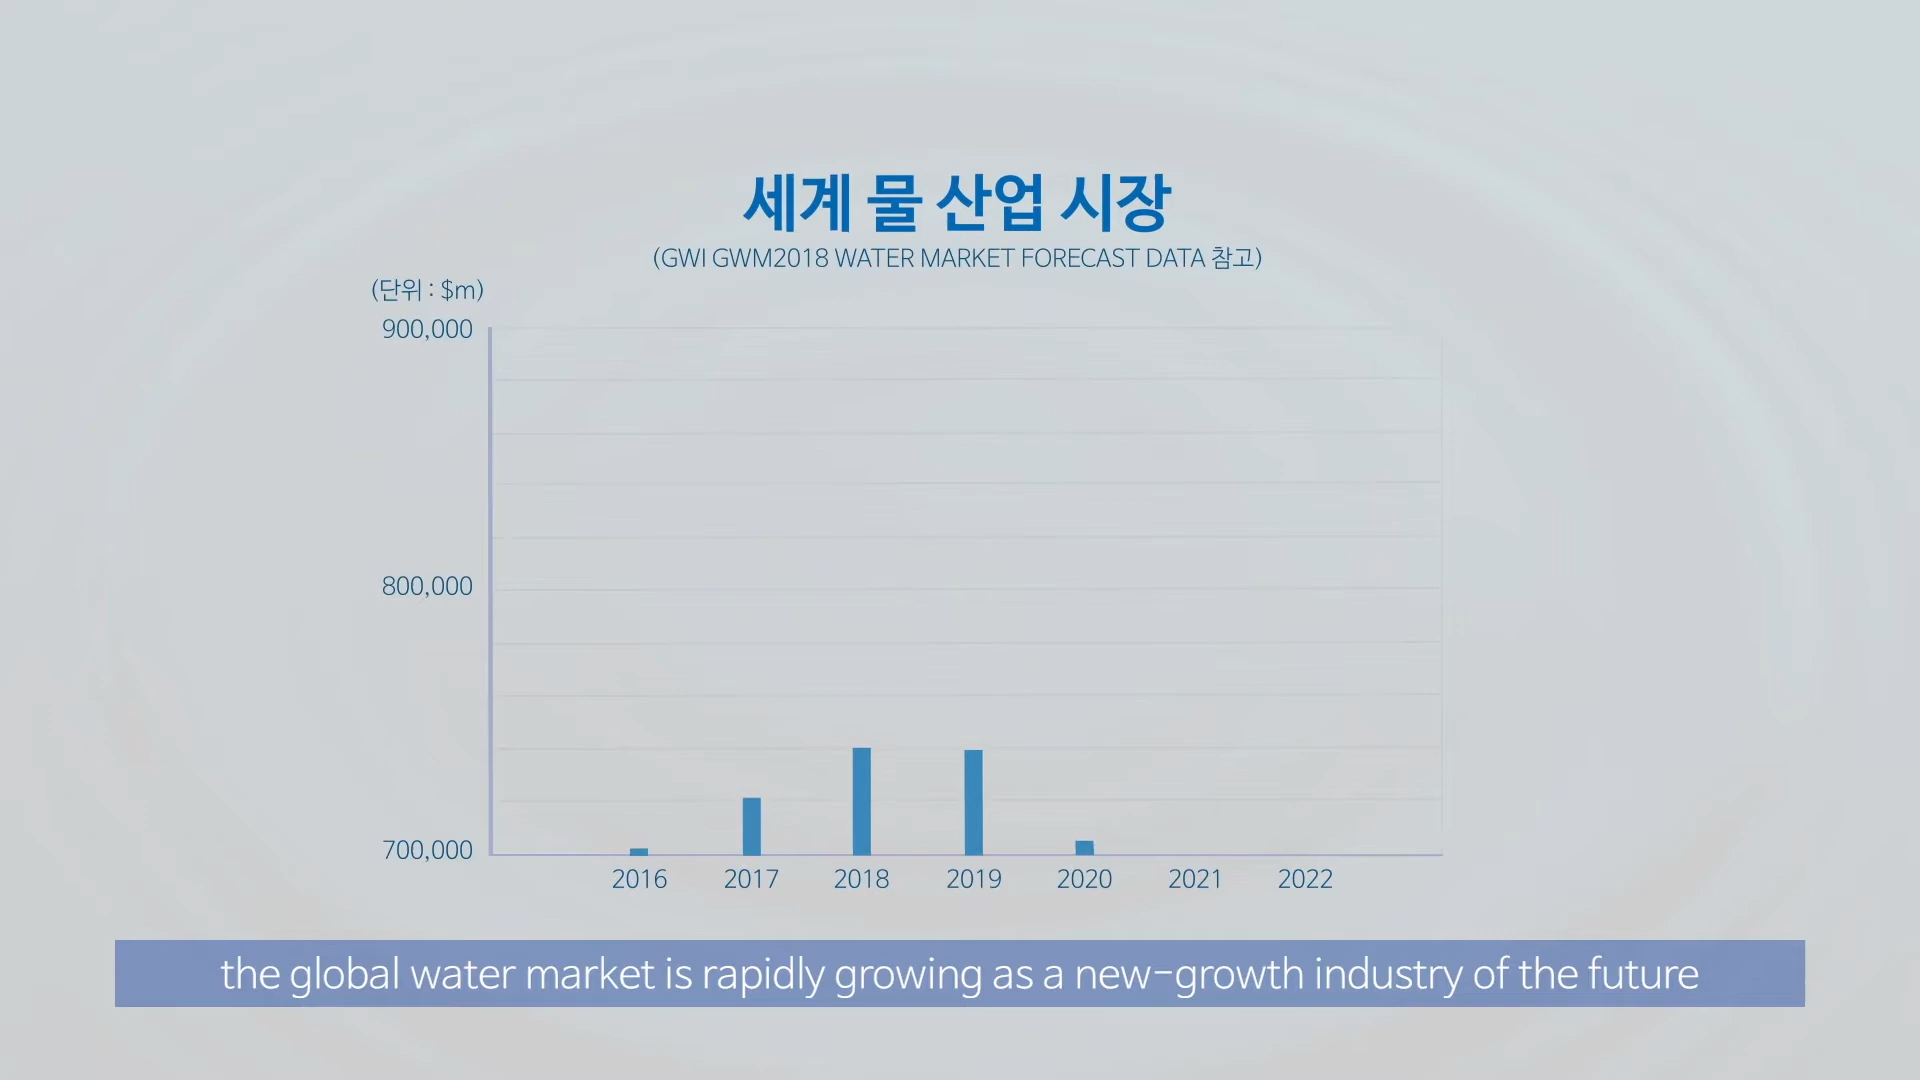 세계 물 산업 시장
(GWI GWM2018 WATER MARKET FORECAST DATA 참고)
(단위 : $m)
900,000
800,000
700,000
2016 2017 2018 2019 2020 2021 2022
the global water market is rapidly growing as a new-growth industry of the future